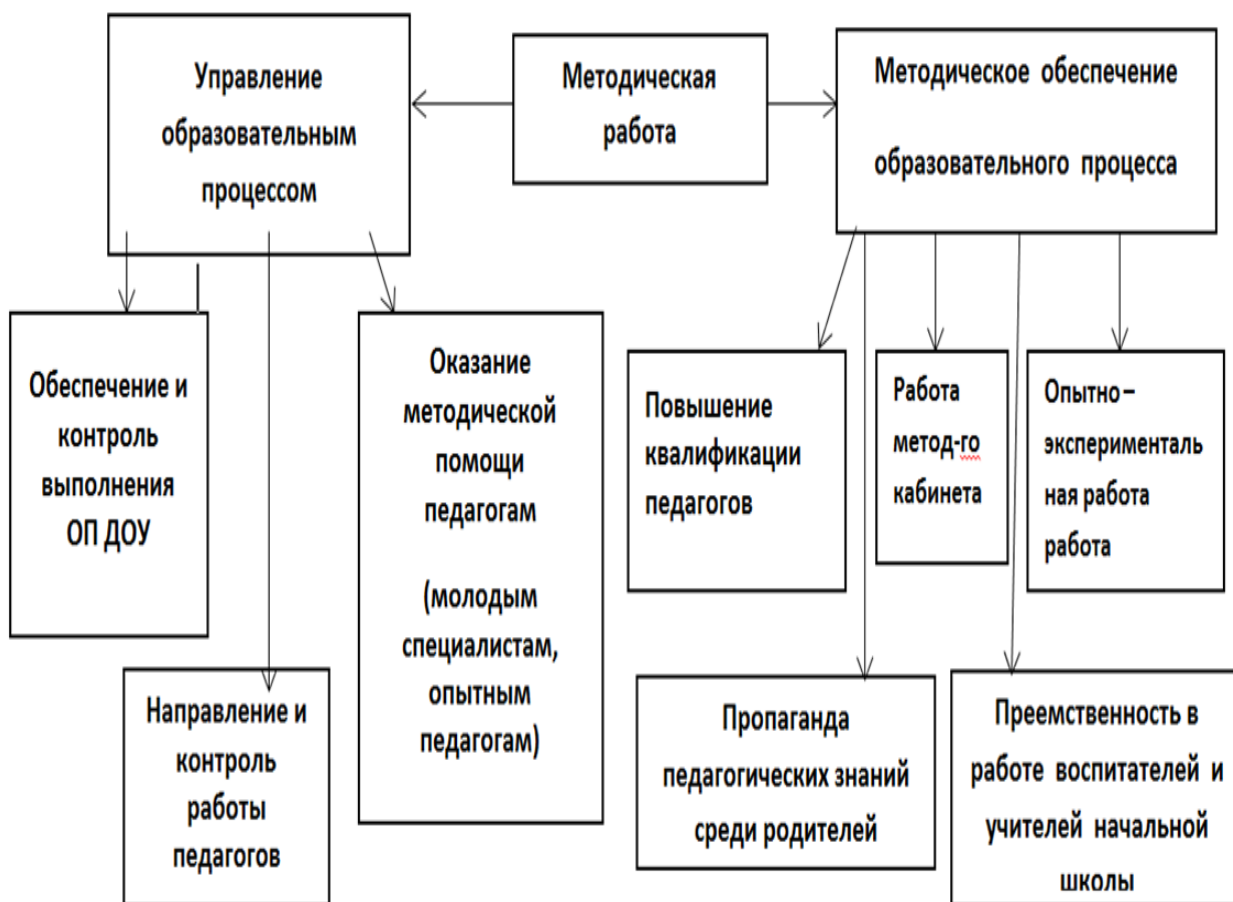 Управление
образовательным
процессом
Методическая
работа
Методическое обеспечение
образовательного процесса
Обеспечение и
контроль
выполнения
ОП ДОУ
Оказание
методической
помощи
педагогам
(молодым
специалистам,
опытным
педагогам)
Повышение
квалификации
педагогов
Работа
метод-го
кабинета
Опытно –
эксперименталь
ная работа
работа
Направление и
контроль
работы
педагогов
Пропаганда
педагогических знаний
среди родителей
Преемственность в
работе воспитателей и
учителей начальной
школы